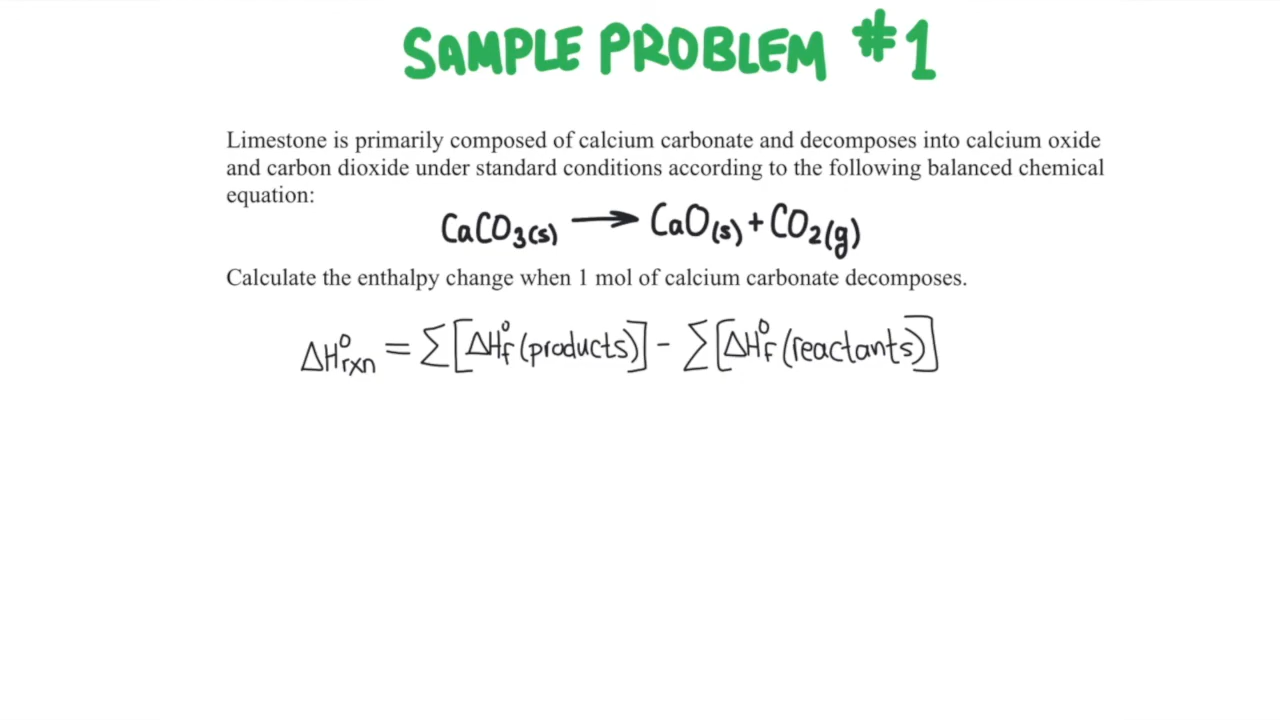 SAMPLE PROBLEM #1
Limestone is primarily composed of calcium carbonate and decomposes into calcium oxide
and carbon dioxide under standard conditions according to the following balanced chemical
equation:
CaCO₃(s) ⟶ CaO(s) + CO₂(g)
Calculate the enthalpy change when 1 mol of calcium carbonate decomposes.
ΔH°rxn = Σ[ΔH°f (products)] - Σ[ΔH°f (reactants)]